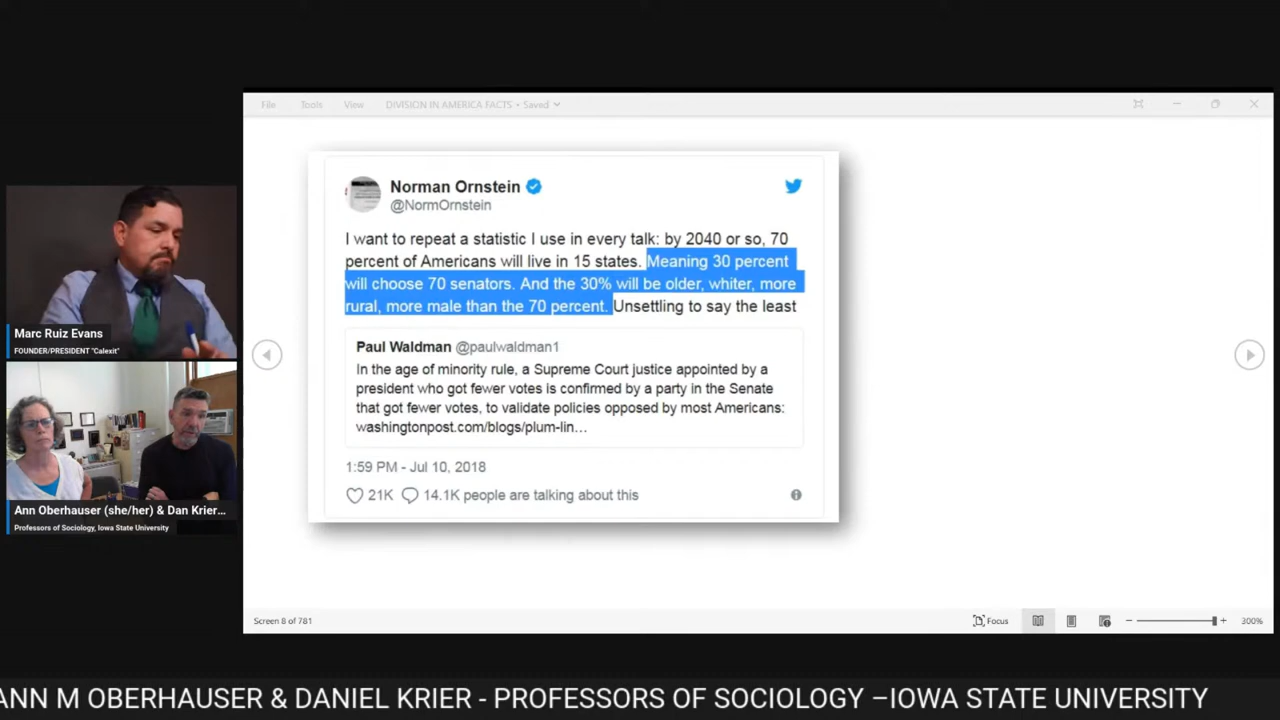 File Tools View DIVISION IN AMERICA FACTS • Saved
Norman Ornstein
@NormOrnstein
I want to repeat a statistic I use in every talk: by 2040 or so, 70
percent of Americans will live in 15 states. Meaning 30 percent
will choose 70 senators. And the 30% will be older, whiter, more
rural, more male than the 70 percent. Unsettling to say the least
Paul Waldman @paulwaldman1
In the age of minority rule, a Supreme Court justice appointed by a
president who got fewer votes is confirmed by a party in the Senate
that got fewer votes, to validate policies opposed by most Americans:
washingtonpost.com/blogs/plum-lin…
1:59 PM - Jul 10, 2018
21K 14.1K people are talking about this
Marc Ruiz Evans
FOUNDER/PRESIDENT "Calexit"
Ann Oberhauser (she/her) & Dan Krier...
Professors of Sociology, Iowa State University
Screen 8 of 781
Focus
300%
ANN M OBERHAUSER & DANIEL KRIER - PROFESSORS OF SOCIOLOGY –IOWA STATE UNIVERSITY